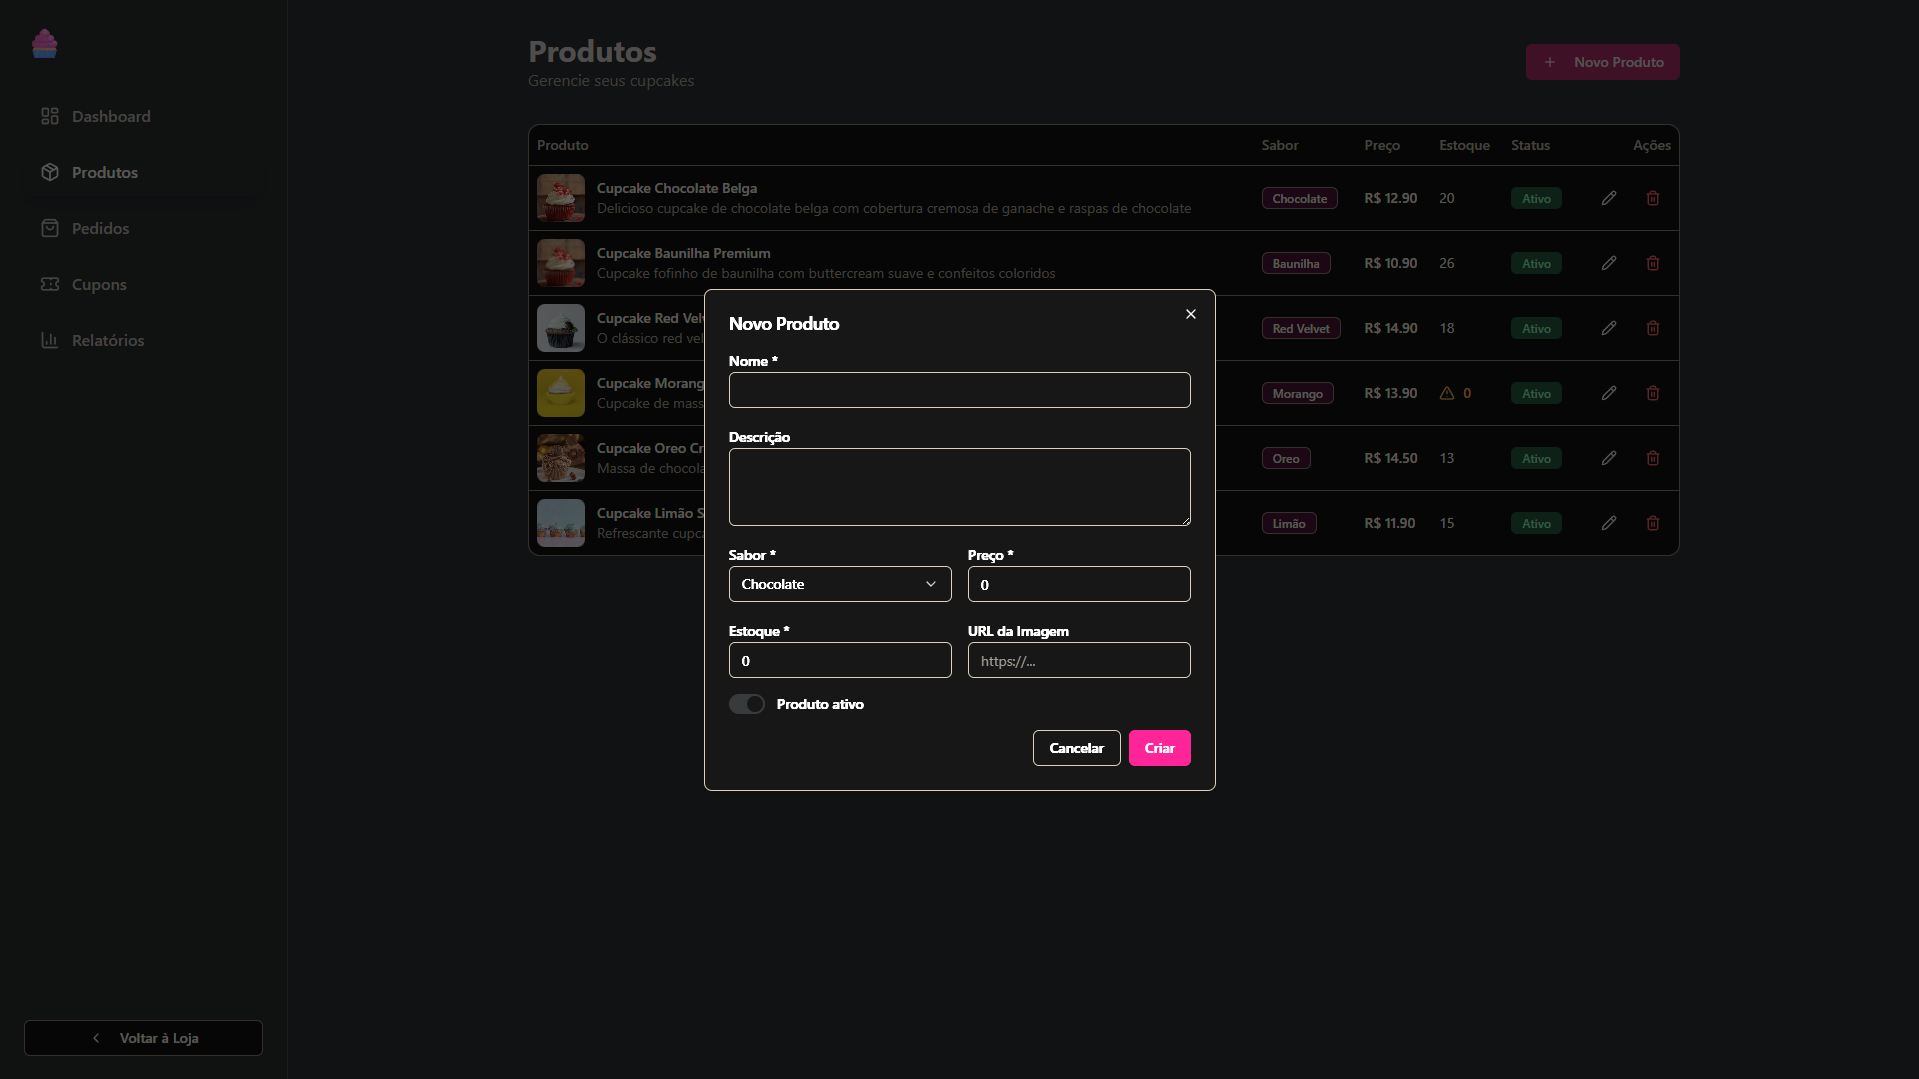 Dashboard
Produtos
Pedidos
Cupons
Relatórios
Voltar à Loja
Produtos
Gerencie seus cupcakes
Novo Produto
Produto Sabor Preço Estoque Status Ações
Cupcake Chocolate Belga
Delicioso cupcake de chocolate belga com cobertura cremosa de ganache e raspas de chocolate
Chocolate R$ 12.90 20 Ativo
Cupcake Baunilha Premium
Cupcake fofinho de baunilha com buttercream suave e confeitos coloridos
Baunilha R$ 10.90 26 Ativo
Cupcake Red Velv
O clássico red vel
Red Velvet R$ 14.90 18 Ativo
Cupcake Morang
Cupcake de mass
Morango R$ 13.90 0 Ativo
Cupcake Oreo Cr
Massa de chocola
Oreo R$ 14.50 13 Ativo
Cupcake Limão S
Refrescante cupca
Limão R$ 11.90 15 Ativo
Novo Produto
Nome *
Descrição
Sabor * Preço *
Chocolate 0
Estoque * URL da Imagem
0 https://...
Produto ativo
Cancelar Criar